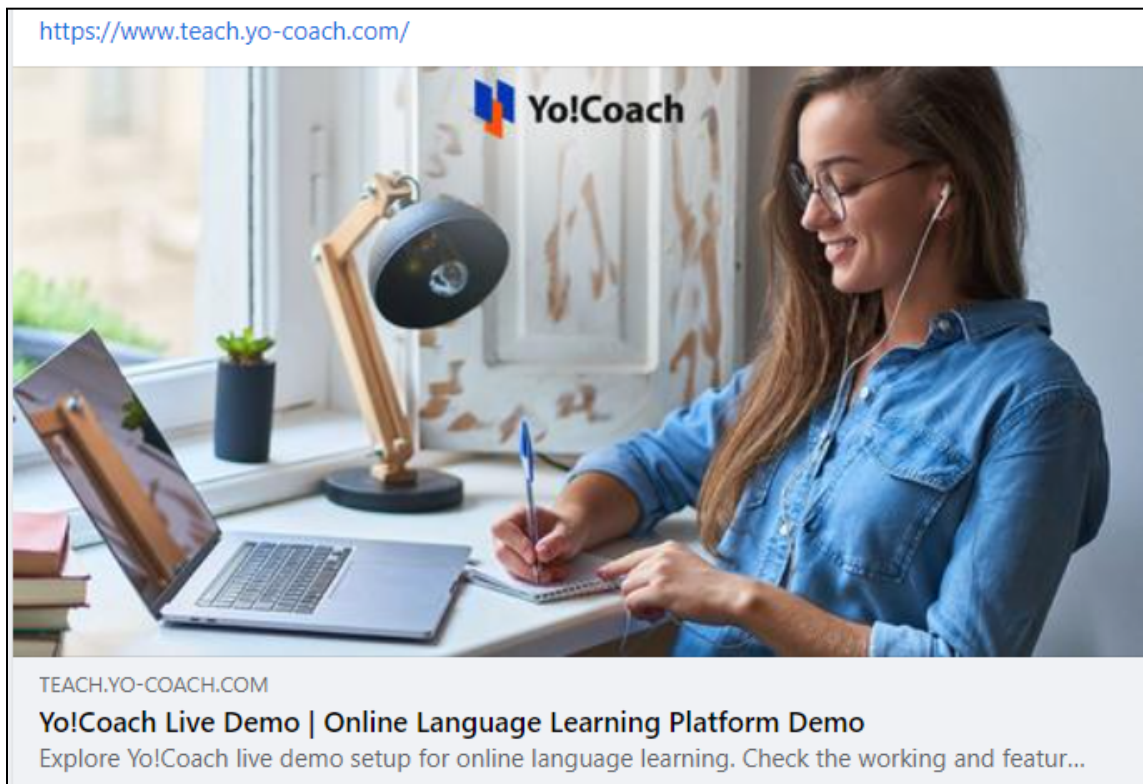 https://www.teach.yo-coach.com/
Yo!Coach
TEACH.YO-COACH.COM
Yo!Coach Live Demo | Online Language Learning Platform Demo
Explore Yo!Coach live demo setup for online language learning. Check the working and featur...